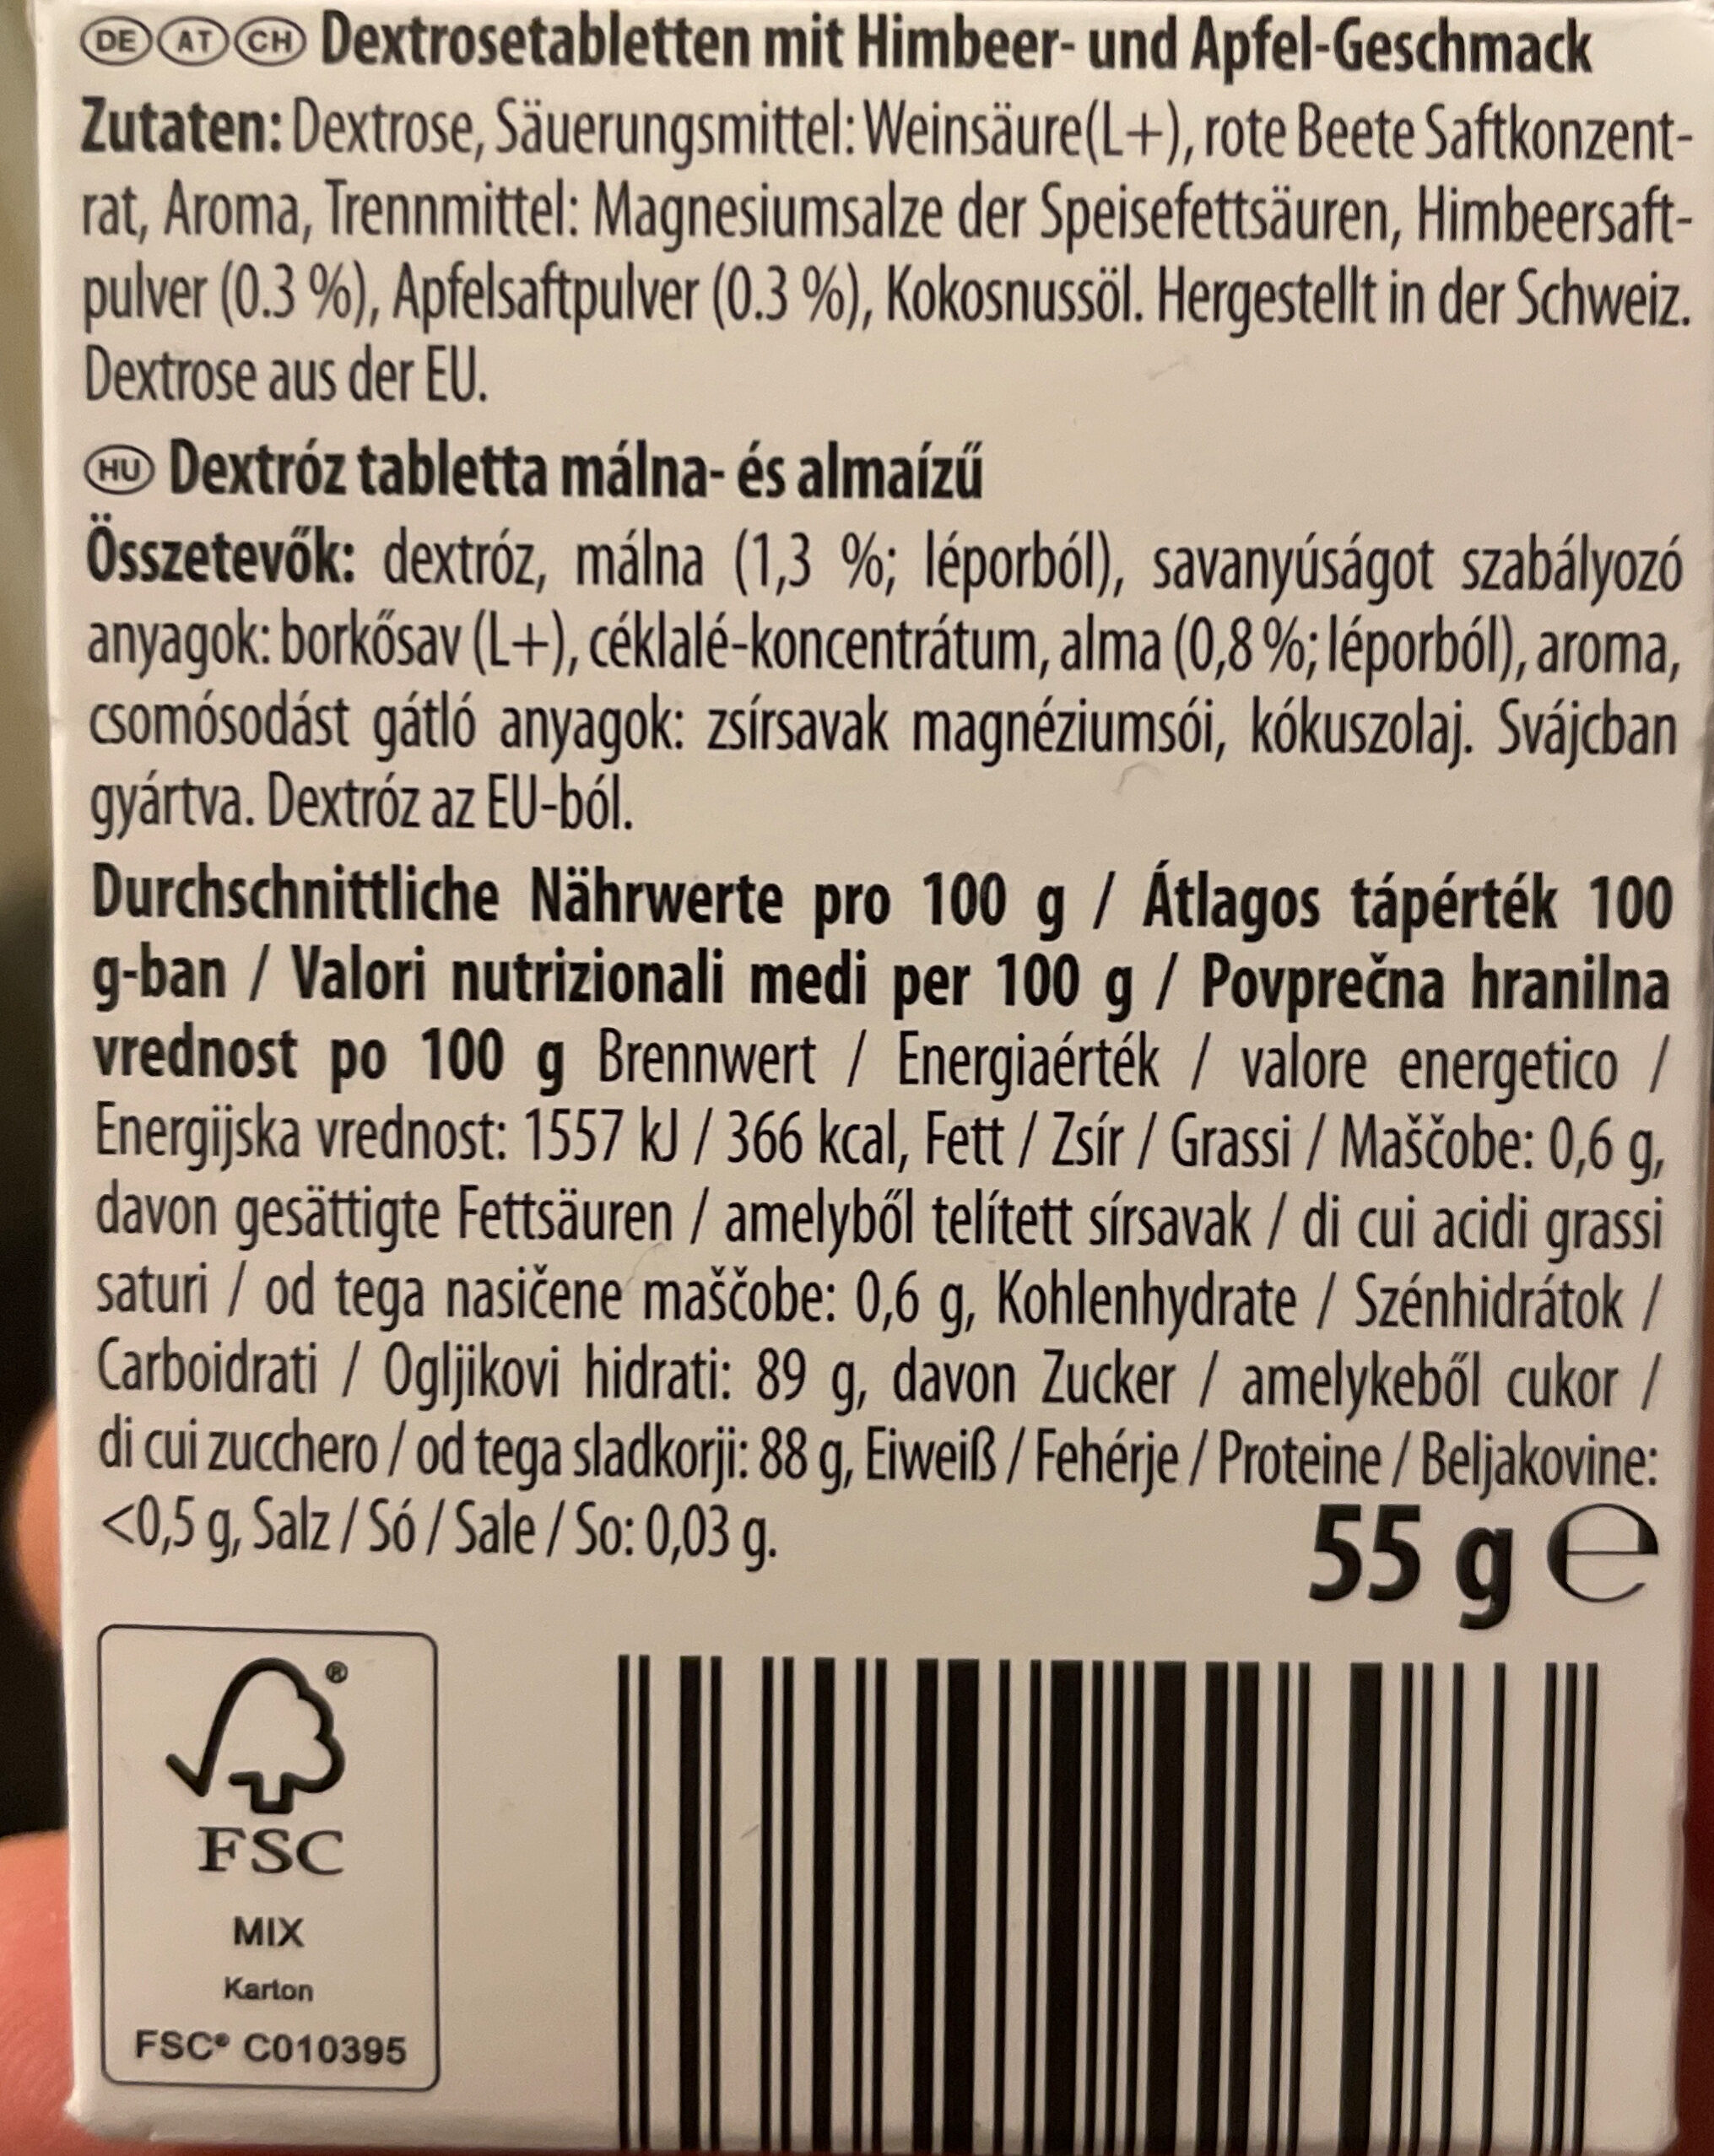 DE AT CH Dextrosetabletten mit Himbeer- und Apfel-Geschmack
Zutaten: Dextrose, Säuerungsmittel: Weinsäure(L+), rote Beete Saftkonzent-
rat, Aroma, Trennmittel: Magnesiumsalze der Speisefettsäuren, Himbeersaft-
pulver (0.3 %), Apfelsaftpulver (0.3 %), Kokosnussöl. Hergestellt in der Schweiz.
Dextrose aus der EU.
HU Dextróz tabletta málna- és almaízű
Összetevők: dextróz, málna (1,3 %; léporból), savanyúságot szabályozó
anyagok: borkősav (L+), céklalé-koncentrátum, alma (0,8 %; léporból), aroma,
csomósodást gátló anyagok: zsírsavak magnéziumsói, kókuszolaj. Svájcban
gyártva. Dextróz az EU-ból.
Durchschnittliche Nährwerte pro 100 g / Átlagos tápérték 100
g-ban / Valori nutrizionali medi per 100 g / Povprečna hranilna
vrednost po 100 g Brennwert / Energiaérték / valore energetico /
Energijska vrednost: 1557 kJ / 366 kcal, Fett / Zsír / Grassi / Maščobe: 0,6 g,
davon gesättigte Fettsäuren / amelyből telített sírsavak / di cui acidi grassi
saturi / od tega nasičene maščobe: 0,6 g, Kohlenhydrate / Szénhidrátok /
Carboidrati / Ogljikovi hidrati: 89 g, davon Zucker / amelykeből cukor /
di cui zucchero / od tega sladkorji: 88 g, Eiweiß / Fehérje / Proteine / Beljakovine:
<0,5 g, Salz / Só / Sale / So: 0,03 g.
55 g ℮
®
FSC
MIX
Karton
FSC® C010395